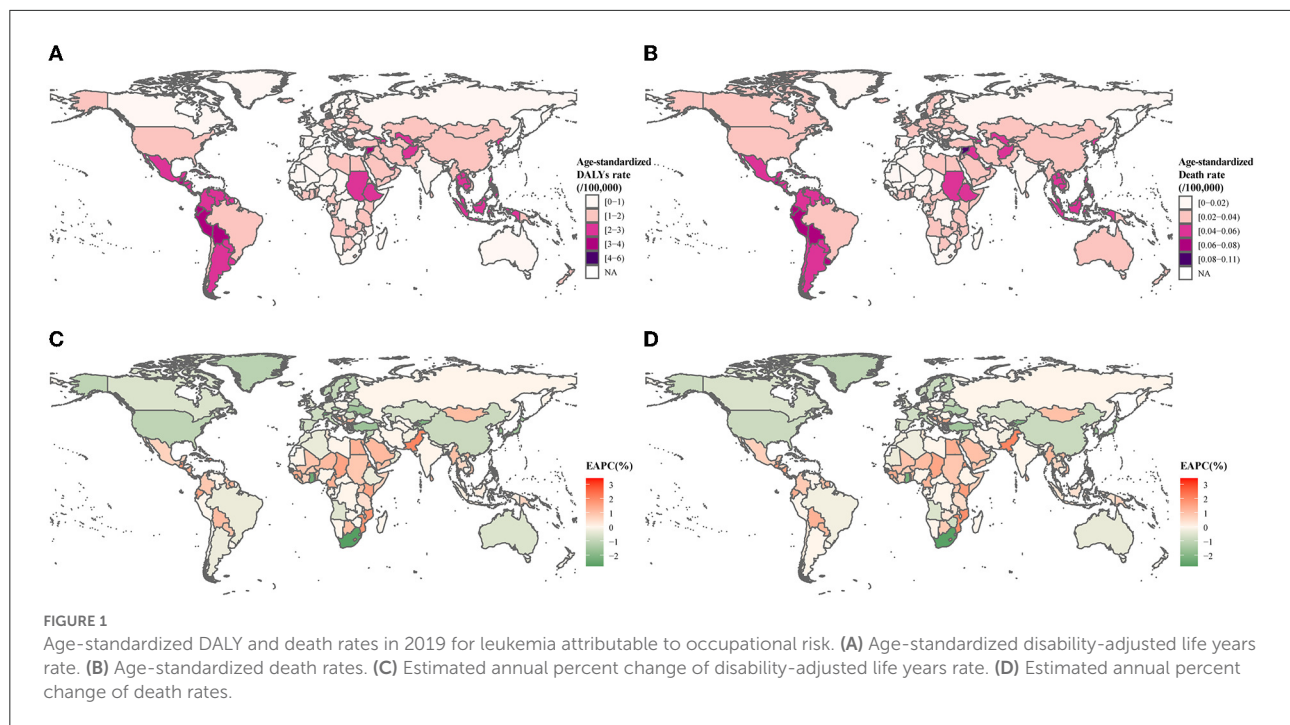 A
Age-standardized
DALYs rate
(/100,000)
[0−1)
[1−2)
[2−3)
[3−4)
[4−6)
NA
B
Age-standardized
Death rate
(/100,000)
[0−0.02)
[0.02−0.04)
[0.04−0.06)
[0.06−0.08)
[0.08−0.11)
NA
C
EAPC(%)
3
2
1
0
−1
−2
D
EAPC(%)
3
2
1
0
−1
−2
FIGURE 1
Age-standardized DALY and death rates in 2019 for leukemia attributable to occupational risk. (A) Age-standardized disability-adjusted life years
rate. (B) Age-standardized death rates. (C) Estimated annual percent change of disability-adjusted life years rate. (D) Estimated annual percent
change of death rates.